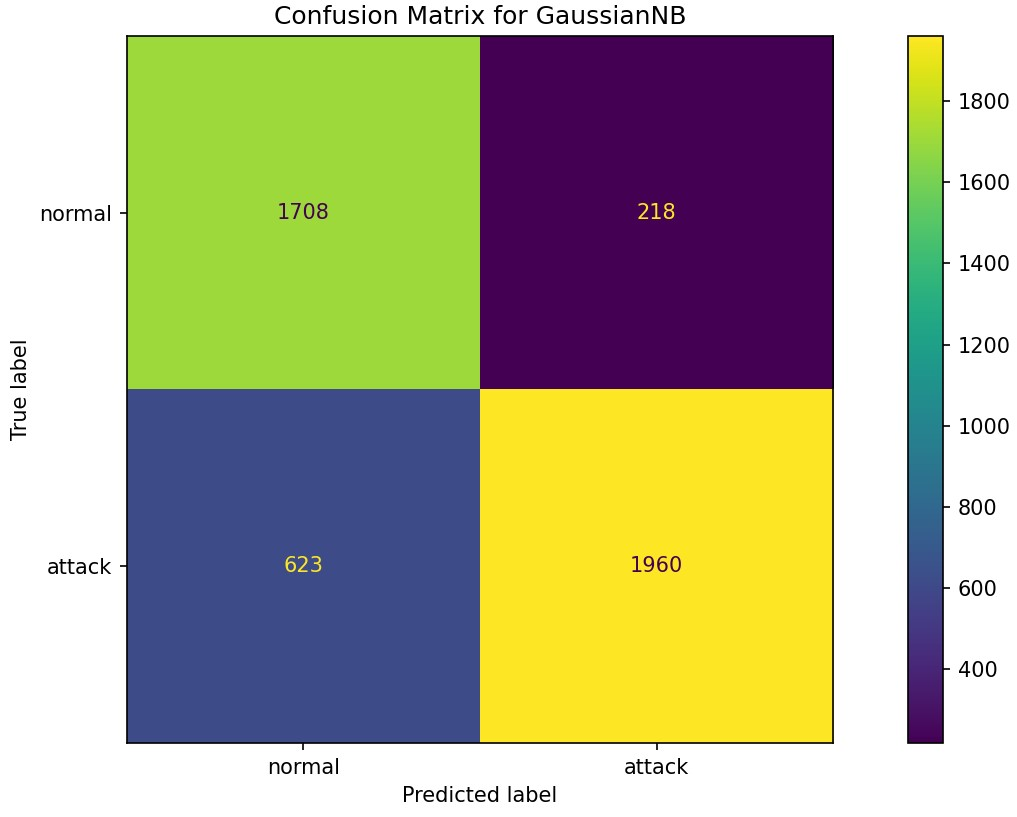 Confusion Matrix for GaussianNB
True label
normal
attack
1708
218
623
1960
normal
attack
Predicted label
1800
1600
1400
1200
1000
800
600
400